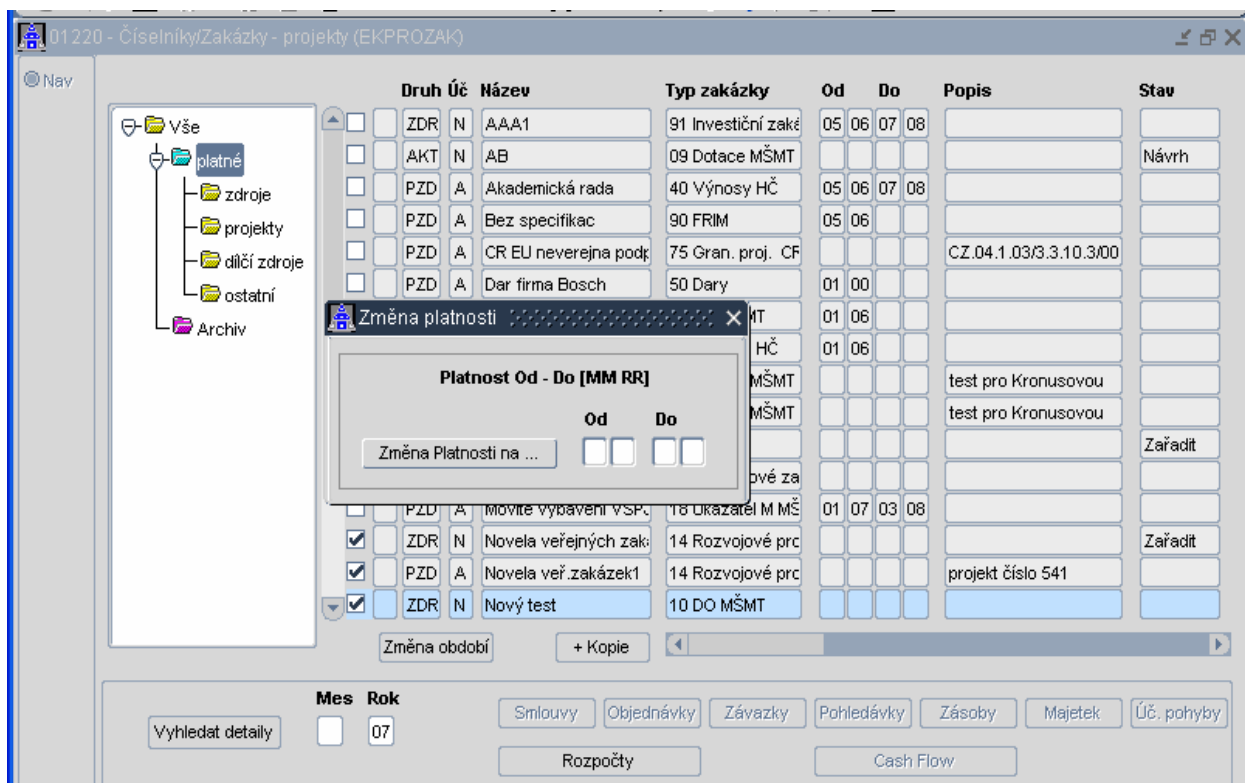 01220 - Číselníky/Zakázky - projekty (EKPROZAK)
Nav
Druh Úč Název Typ zakázky Od Do Popis Stav
Vše
platné
zdroje
projekty
dílčí zdroje
ostatní
Archiv
ZDR N AAA1 91 Investiční zaká 05 06 07 08
AKT N AB 09 Dotace MŠMT Návrh
PZD A Akademická rada 40 Výnosy HČ 05 06 07 08
PZD A Bez specifikac 90 FRIM 05 06
PZD A CR EU neverejna podp 75 Gran. proj. CR CZ.04.1.03/3.3.10.3/00
PZD A Dar firma Bosch 50 Dary 01 00
MT 01 06
HČ 01 06
MŠMT test pro Kronusovou
MŠMT test pro Kronusovou
Zařadit
ové za
Změna platnosti
Platnost Od - Do [MM RR]
Od Do
Změna Platnosti na ...
PZD A Movité vybavení VŠPJ 18 Ukazatel M MŠ 01 07 03 08
ZDR N Novela veřejných zaká 14 Rozvojové prc Zařadit
PZD A Novela veř.zakázek1 14 Rozvojové prc projekt číslo 541
ZDR N Nový test 10 DO MŠMT
Změna období + Kopie
Mes Rok
Vyhledat detaily 07
Smlouvy Objednávky Závazky Pohledávky Zásoby Majetek Úč. pohyby
Rozpočty Cash Flow